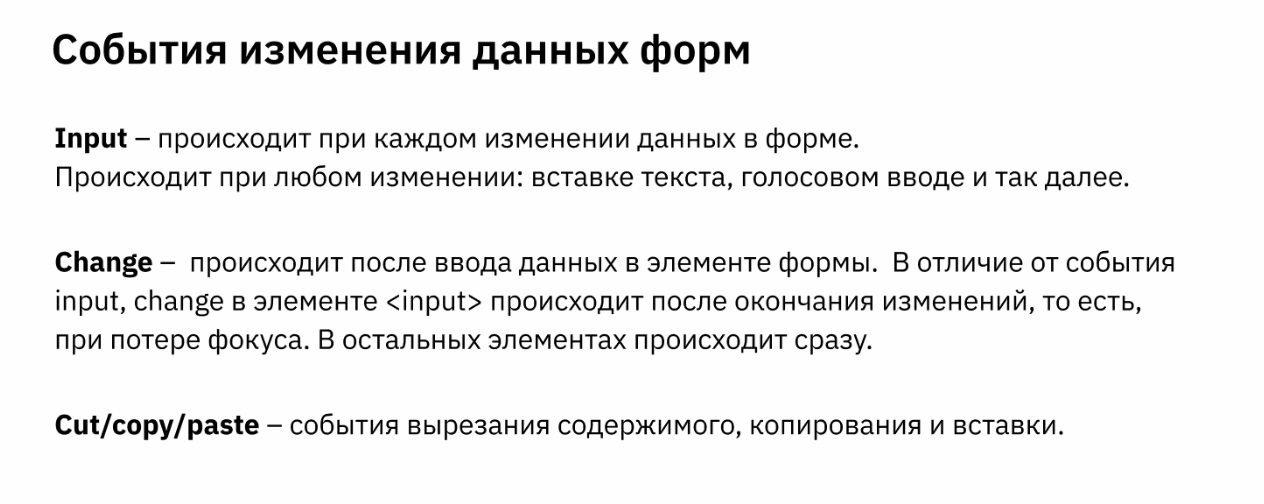 События изменения данных форм
Input – происходит при каждом изменении данных в форме.
Происходит при любом изменении: вставке текста, голосовом вводе и так далее.
Change –  происходит после ввода данных в элементе формы.  В отличие от события
input, change в элементе <input> происходит после окончания изменений, то есть,
при потере фокуса. В остальных элементах происходит сразу.
Cut/copy/paste – события вырезания содержимого, копирования и вставки.